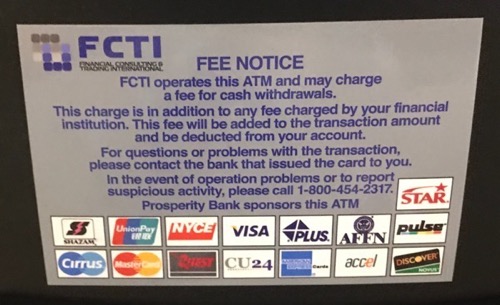 FCTI
FINANCIAL CONSULTING &
TRADING INTERNATIONAL
FEE NOTICE
FCTI operates this ATM and may charge
a fee for cash withdrawals.
This charge is in addition to any fee charged by your financial
institution. This fee will be added to the transaction amount
and be deducted from your account.
For questions or problems with the transaction,
please contact the bank that issued the card to you.
In the event of operation problems or to report
suspicious activity, please call 1-800-454-2317.
Prosperity Bank sponsors this ATM
STAR
SHAZAM
UnionPay
银联
NYCE
VISA
PLUS
AFFN
pulse
Cirrus
MasterCard
QUEST
CU24
Cards
accel
DISCOVER
NOVUS